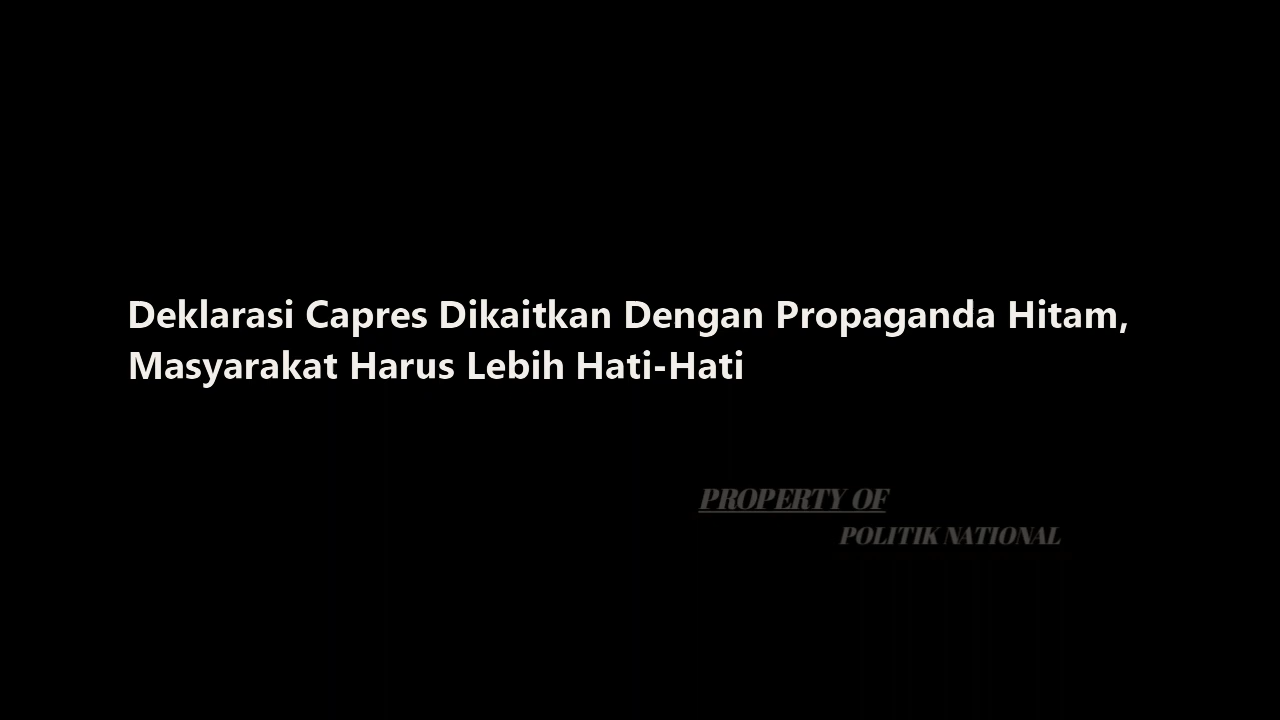 Deklarasi Capres Dikaitkan Dengan Propaganda Hitam,
Masyarakat Harus Lebih Hati-Hati
PROPERTY OF
POLITIK NATIONAL